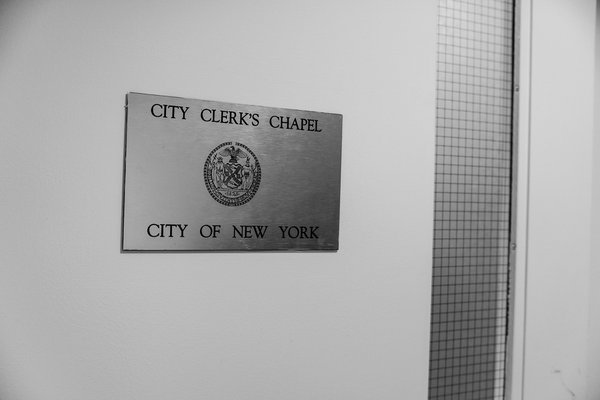 CITY CLERK'S CHAPEL
CITY OF NEW YORK